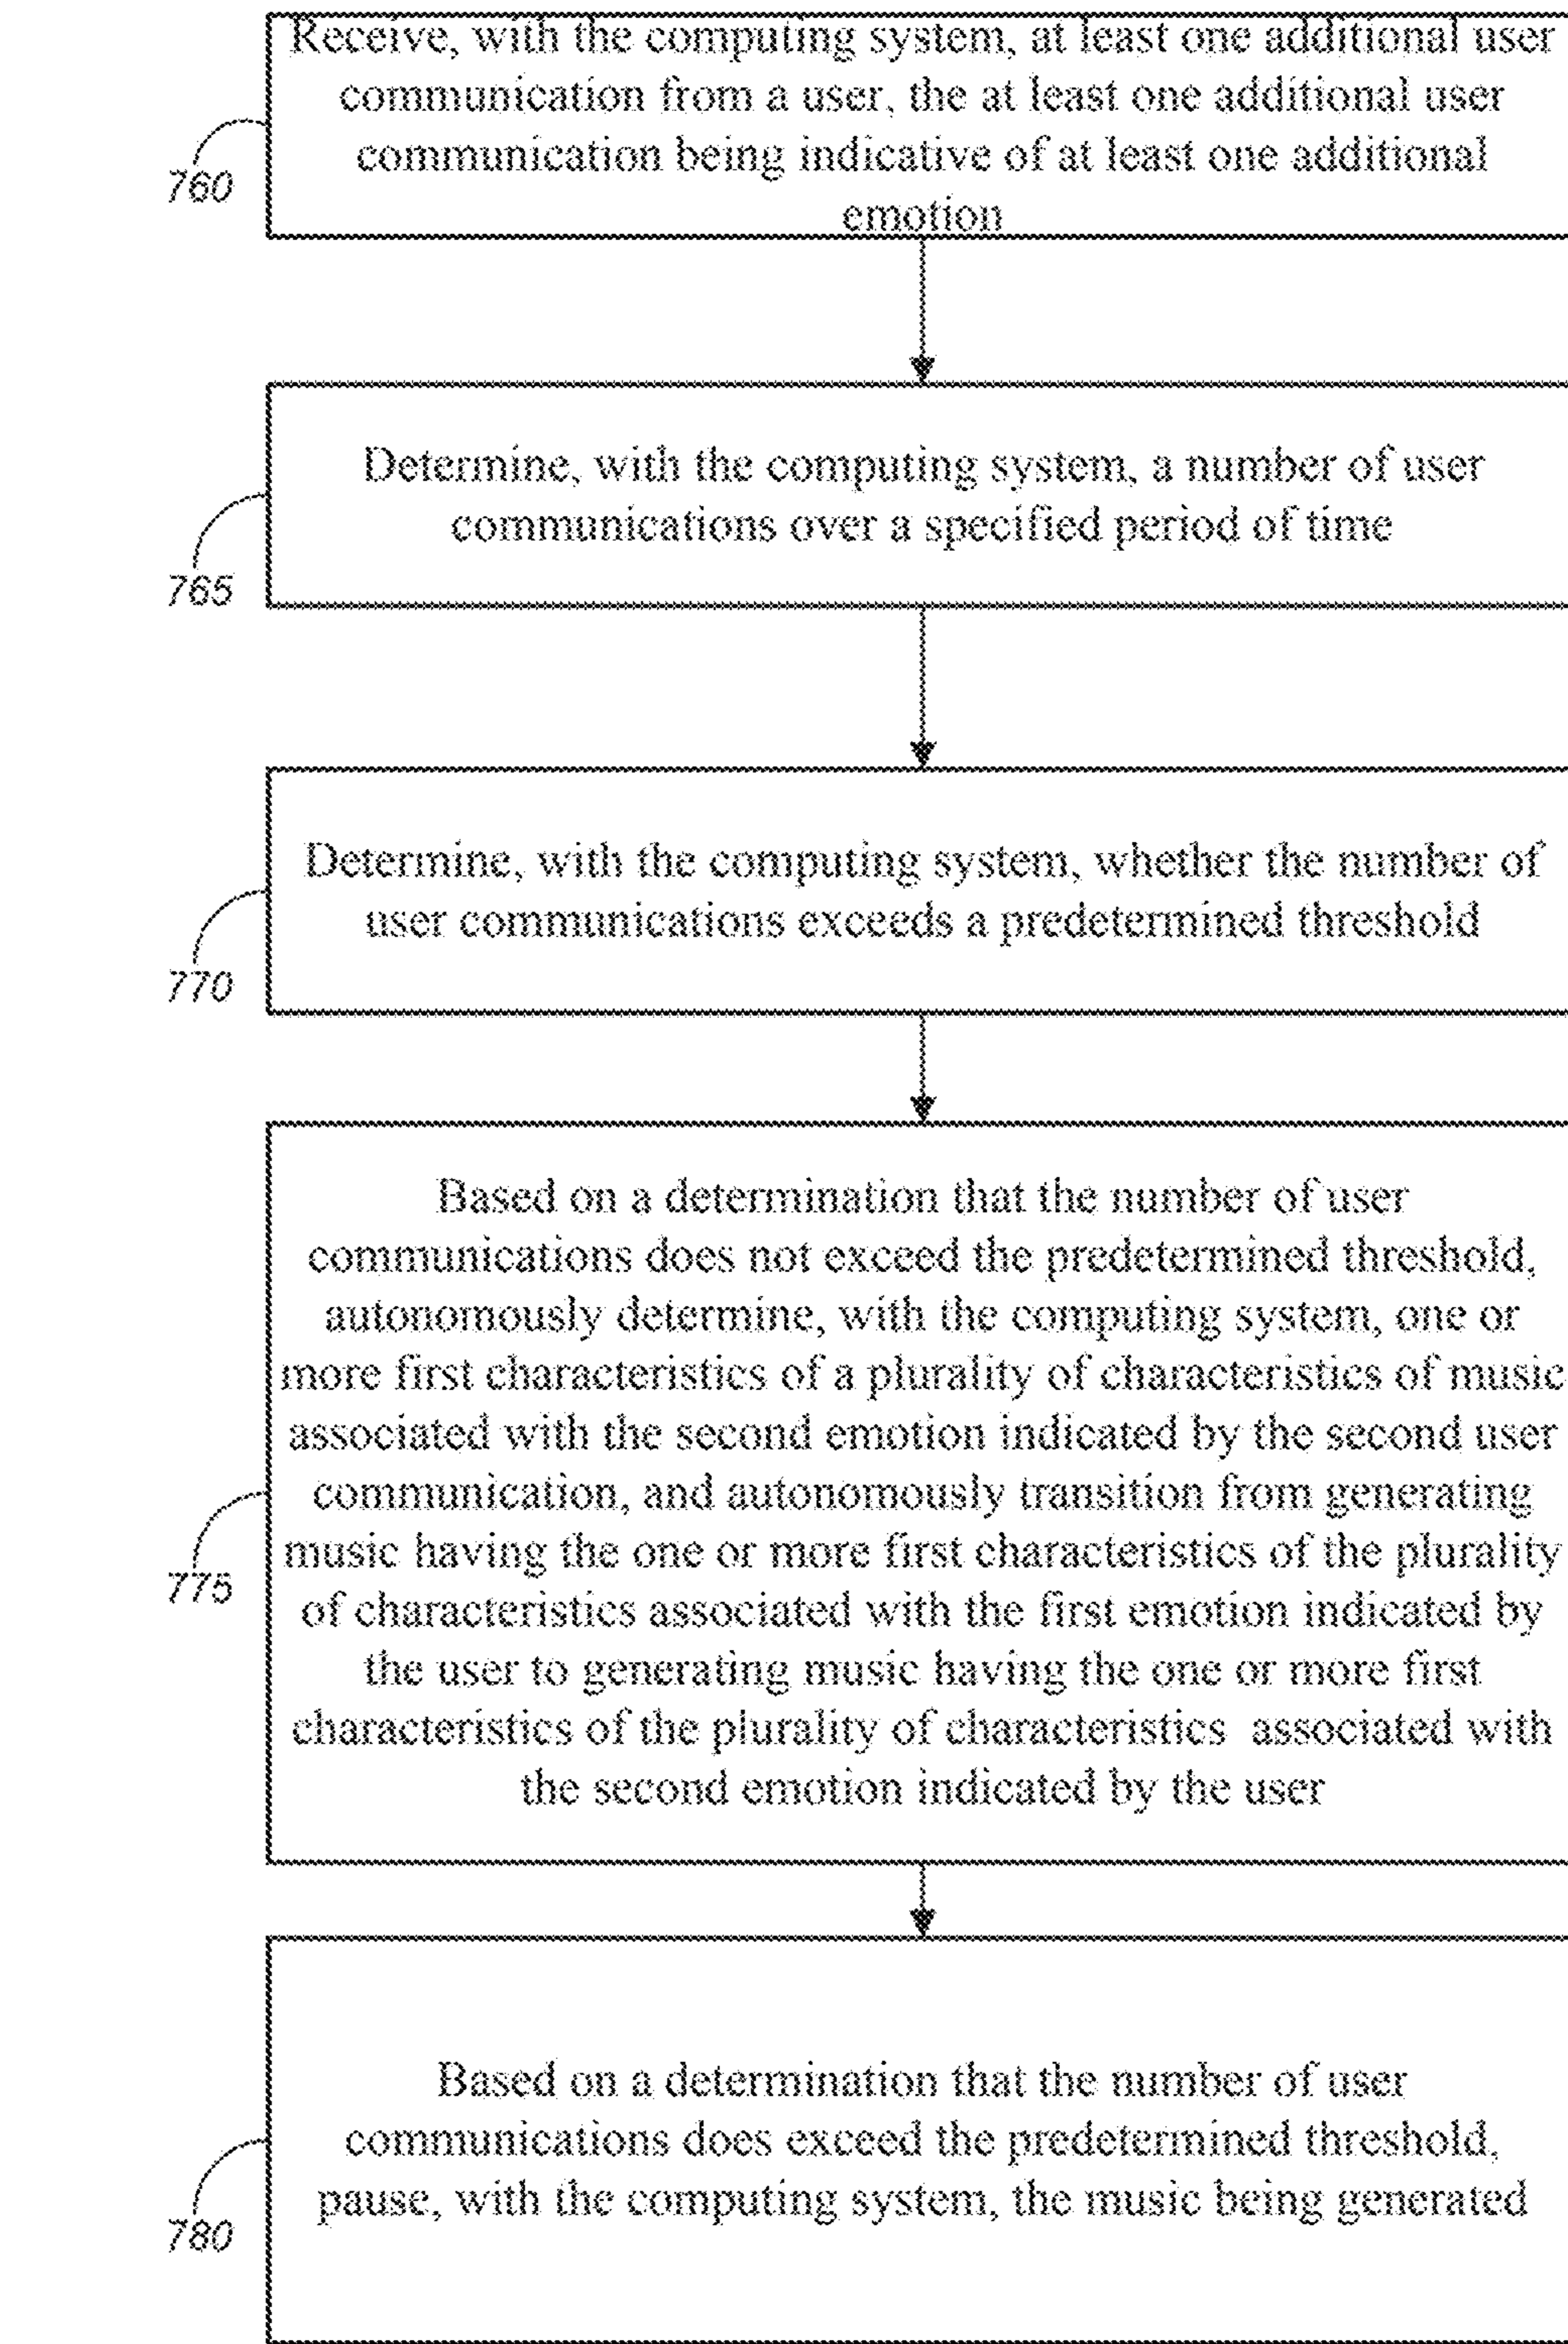 Receive, with the computing system, at least one additional user
communication from a user, the at least one additional user
communication being indicative of at least one additional
emotion
760
Determine, with the computing system, a number of user
communications over a specified period of time
765
Determine, with the computing system, whether the number of
user communications exceeds a predetermined threshold
770
Based on a determination that the number of user
communications does not exceed the predetermined threshold,
autonomously determine, with the computing system, one or
more first characteristics of a plurality of characteristics of music
associated with the second emotion indicated by the second user
communication, and autonomously transition from generating
music having the one or more first characteristics of the plurality
of characteristics associated with the first emotion indicated by
the user to generating music having the one or more first
characteristics of the plurality of characteristics associated with
the second emotion indicated by the user
775
Based on a determination that the number of user
communications does exceed the predetermined threshold,
pause, with the computing system, the music being generated
780